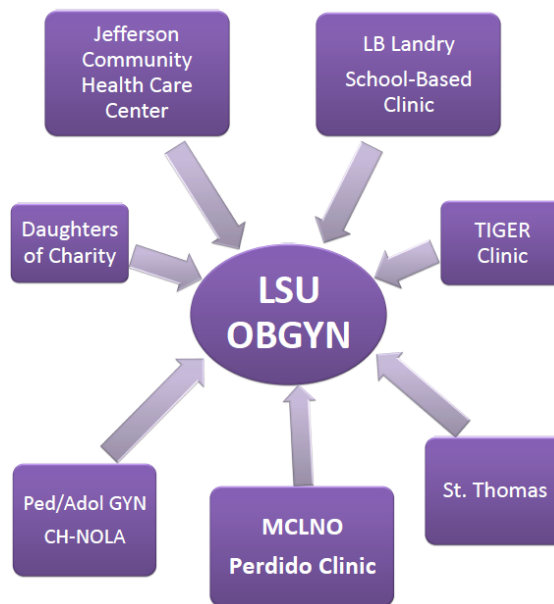 Jefferson
Community
Health Care
Center
LB Landry
School-Based
Clinic
Daughters
of Charity
TIGER
Clinic
LSU
OBGYN
Ped/Adol GYN
CH-NOLA
MCLNO
Perdido Clinic
St. Thomas